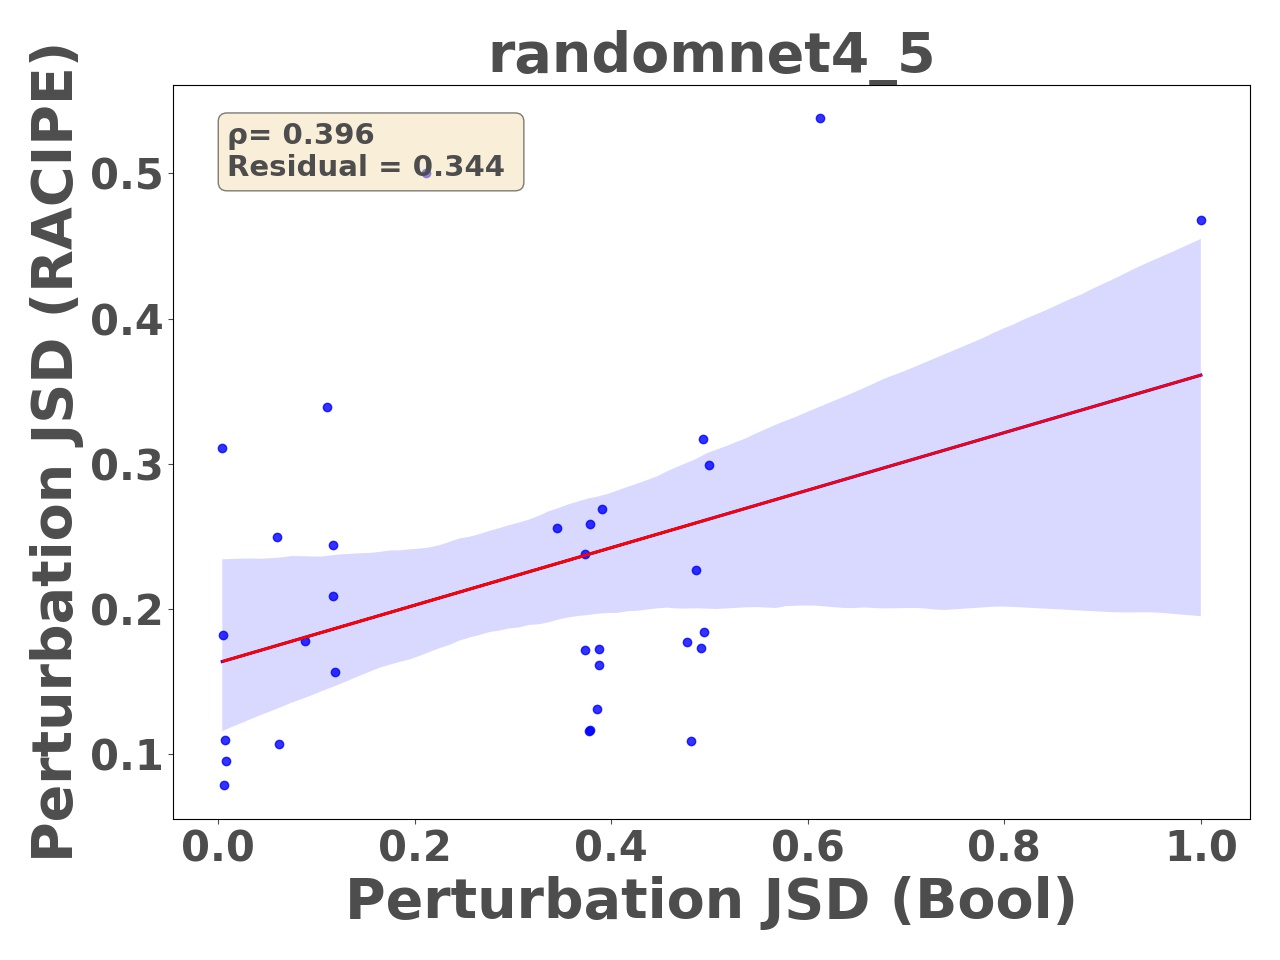 randomnet4_5
ρ= 0.396
Residual = 0.344
Perturbation JSD (RACIPE)
0.5
0.4
0.3
0.2
0.1
0.0 0.2 0.4 0.6 0.8 1.0
Perturbation JSD (Bool)